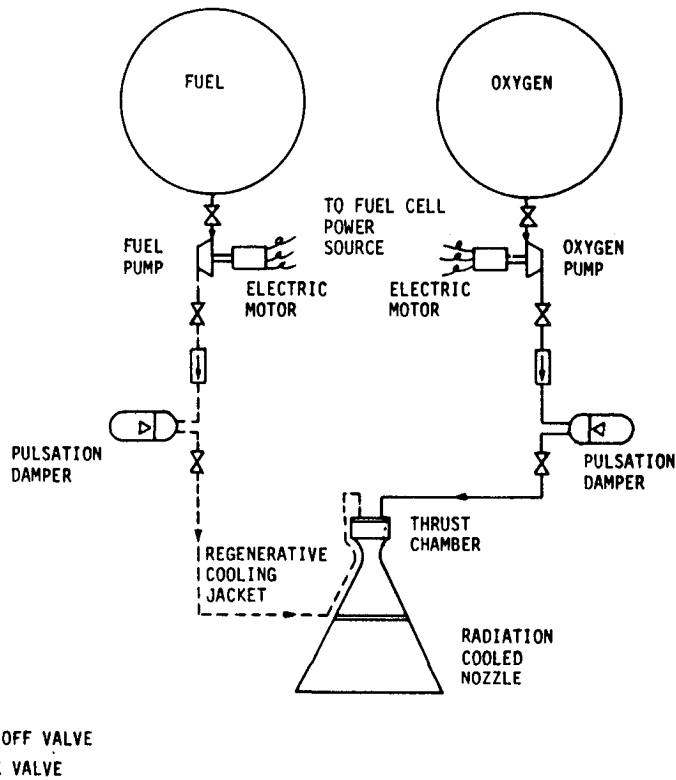 FUEL
OXYGEN
TO FUEL CELL
POWER
SOURCE
FUEL
PUMP
OXYGEN
PUMP
ELECTRIC
MOTOR
ELECTRIC
MOTOR
PULSATION
DAMPER
PULSATION
DAMPER
THRUST
CHAMBER
REGENERATIVE
COOLING
JACKET
RADIATION
COOLED
NOZZLE
OFF VALVE
VALVE